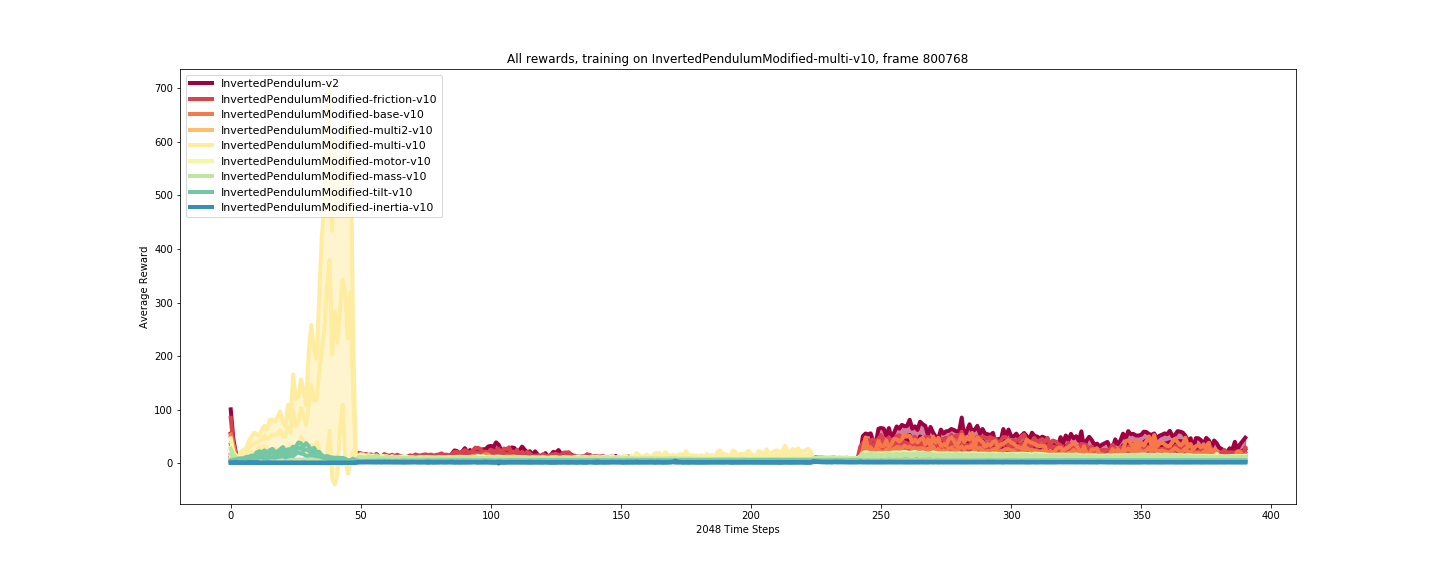 All rewards, training on InvertedPendulumModified-multi-v10, frame 800768
InvertedPendulum-v2
InvertedPendulumModified-friction-v10
InvertedPendulumModified-base-v10
InvertedPendulumModified-multi2-v10
InvertedPendulumModified-multi-v10
InvertedPendulumModified-motor-v10
InvertedPendulumModified-mass-v10
InvertedPendulumModified-tilt-v10
InvertedPendulumModified-inertia-v10
Average Reward
700
600
500
400
300
200
100
0
0 50 100 150 200 250 300 350 400
2048 Time Steps